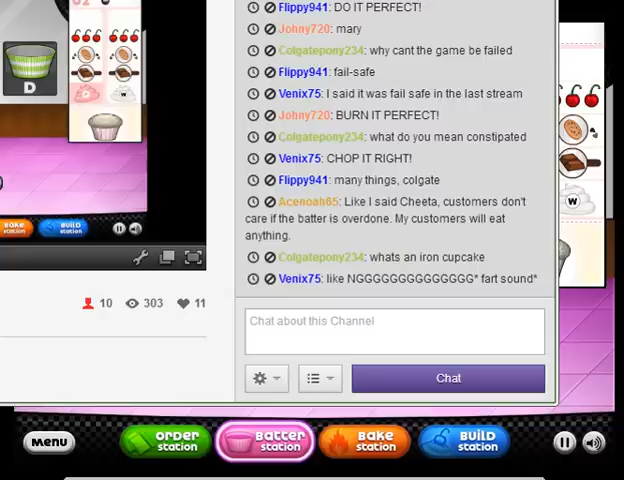 Flippy941: DO IT PERFECT!
Johny720: mary
Colgatepony234: why cant the game be failed
Flippy941: fail-safe
Venix75: I said it was fail safe in the last stream
Johny720: BURN IT PERFECT!
Colgatepony234: what do you mean constipated
Venix75: CHOP IT RIGHT!
Flippy941: many things, colgate
Acenoah65: Like I said Cheeta, customers don't
care if the batter is overdone. My customers will eat
anything.
Colgatepony234: whats an iron cupcake
Venix75: like NGGGGGGGGGGGGGG* fart sound*
Chat about this Channel
Chat
D
D W
W
BAKE
STATION
BUILD
STATION
10 303 11
MENU
ORDER
STATION
BATTER
STATION
BAKE
STATION
BUILD
STATION